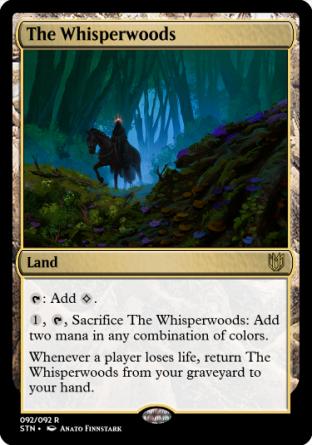 The Whisperwoods
Land
: Add .
1, , Sacrifice The Whisperwoods: Add
two mana in any combination of colors.
Whenever a player loses life, return The
Whisperwoods from your graveyard to
your hand.
092/092 R
STN • Anato Finnstark